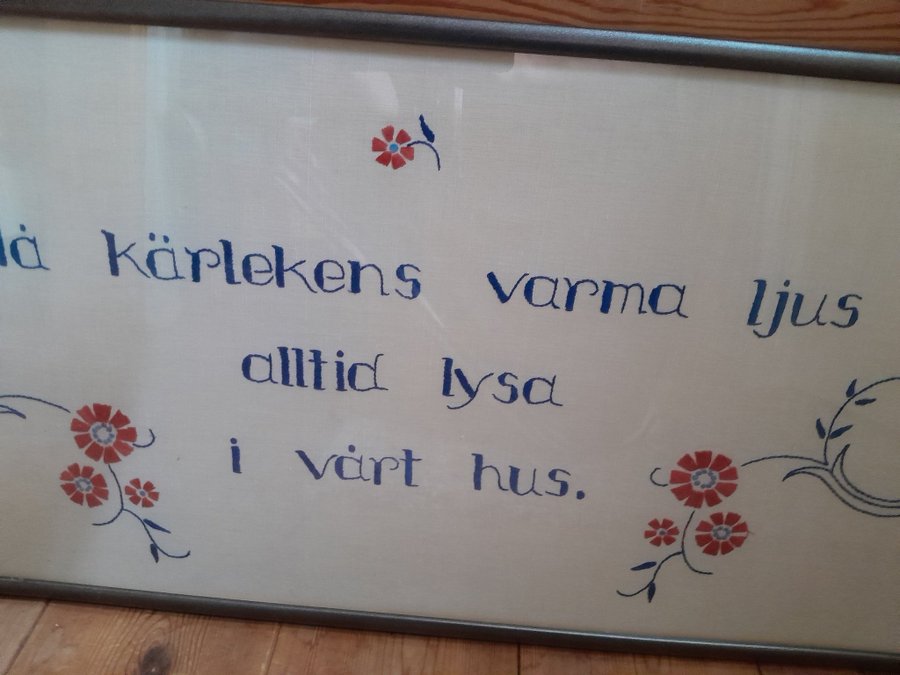 kärlekens varma ljus
alltid lysa
i vårt hus.